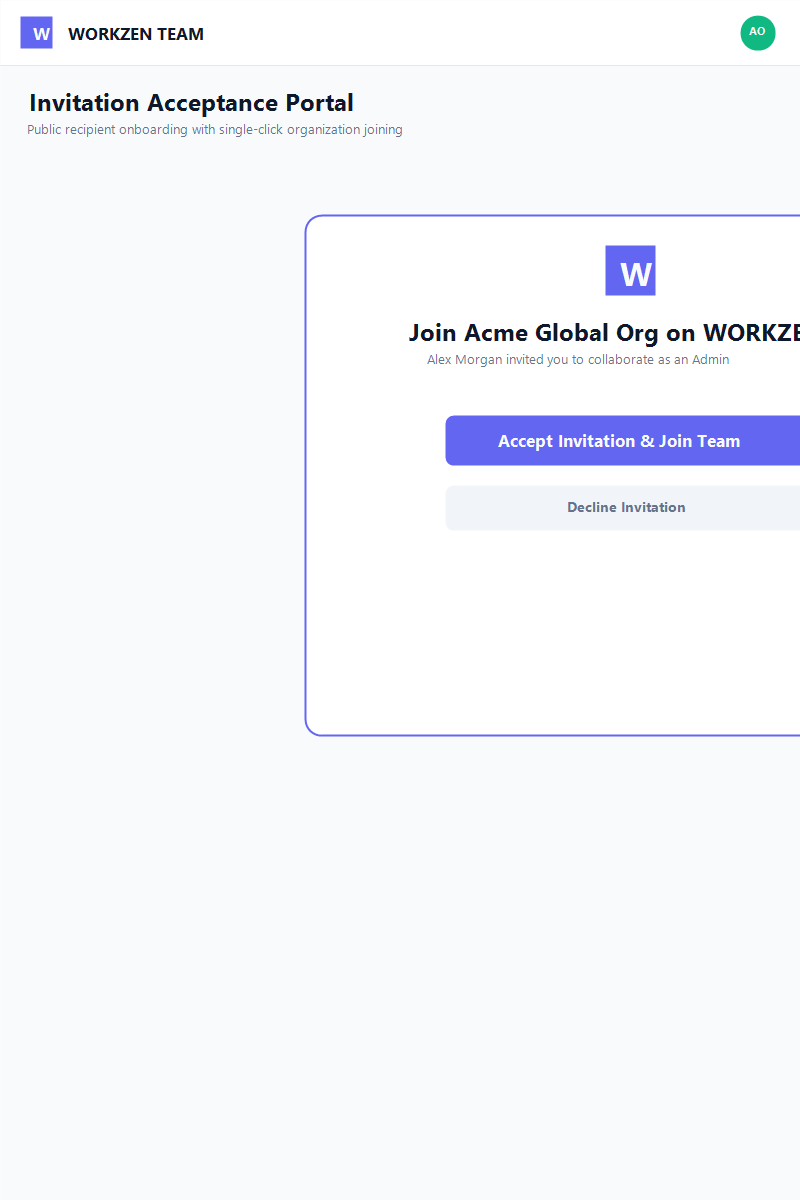 W WORKZEN TEAM AO
Invitation Acceptance Portal
Public recipient onboarding with single-click organization joining
W
Join Acme Global Org on WORKZE
Alex Morgan invited you to collaborate as an Admin
Accept Invitation & Join Team
Decline Invitation